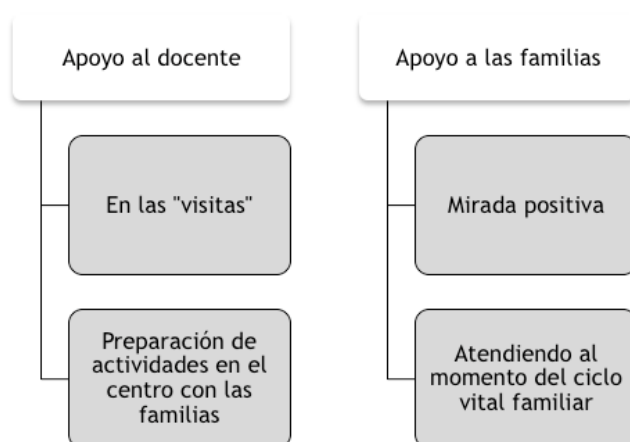 Apoyo al docente
En las "visitas"
Preparación de
actividades en el
centro con las
familias
Apoyo a las familias
Mirada positiva
Atendiendo al
momento del ciclo
vital familiar